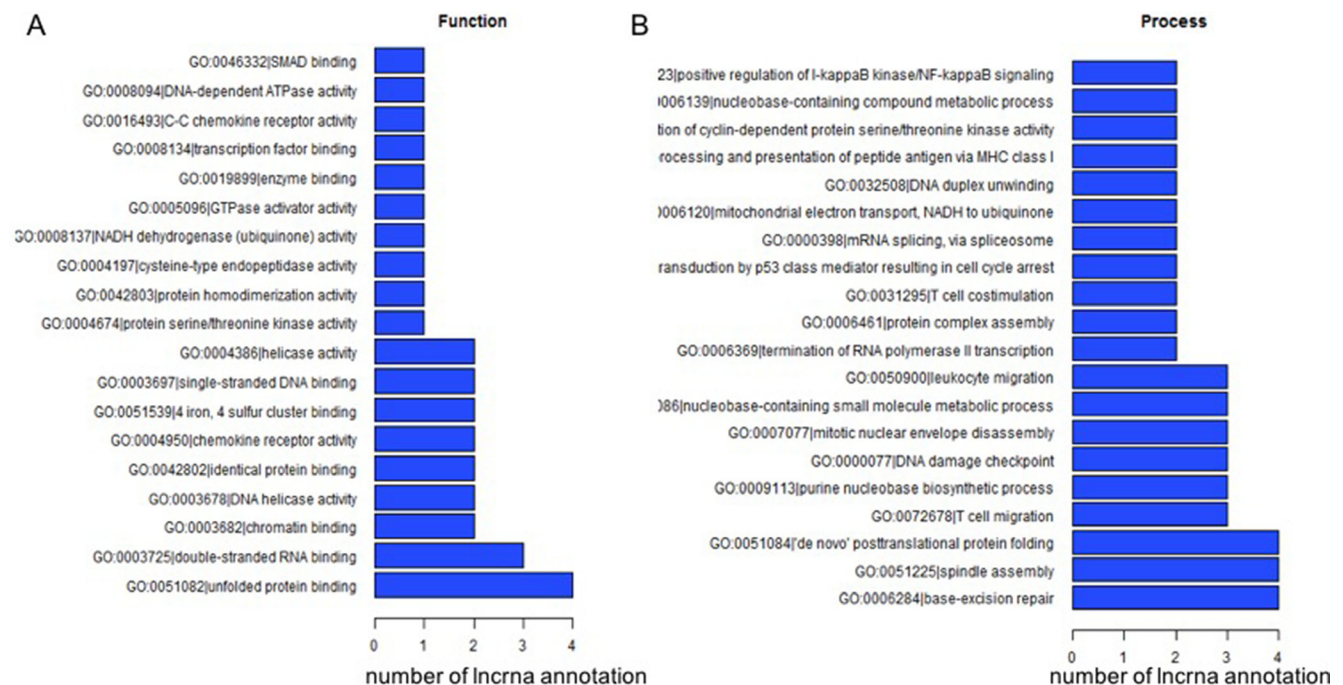 A
Function
GO:0046332|SMAD binding
GO:0008094|DNA-dependent ATPase activity
GO:0016493|C-C chemokine receptor activity
GO:0008134|transcription factor binding
GO:0019899|enzyme binding
GO:0005096|GTPase activator activity
GO:0008137|NADH dehydrogenase (ubiquinone) activity
GO:0004197|cysteine-type endopeptidase activity
GO:0042803|protein homodimerization activity
GO:0004674|protein serine/threonine kinase activity
GO:0004386|helicase activity
GO:0003697|single-stranded DNA binding
GO:0051539|4 iron, 4 sulfur cluster binding
GO:0004950|chemokine receptor activity
GO:0042802|identical protein binding
GO:0003678|DNA helicase activity
GO:0003682|chromatin binding
GO:0003725|double-stranded RNA binding
GO:0051082|unfolded protein binding
0 1 2 3 4
number of lncrna annotation
B
Process
23|positive regulation of I-kappaB kinase/NF-kappaB signaling
006139|nucleobase-containing compound metabolic process
tion of cyclin-dependent protein serine/threonine kinase activity
rocessing and presentation of peptide antigen via MHC class I
GO:0032508|DNA duplex unwinding
006120|mitochondrial electron transport, NADH to ubiquinone
GO:0000398|mRNA splicing, via spliceosome
ransduction by p53 class mediator resulting in cell cycle arrest
GO:0031295|T cell costimulation
GO:0006461|protein complex assembly
GO:0006369|termination of RNA polymerase II transcription
GO:0050900|leukocyte migration
086|nucleobase-containing small molecule metabolic process
GO:0007077|mitotic nuclear envelope disassembly
GO:0000077|DNA damage checkpoint
GO:0009113|purine nucleobase biosynthetic process
GO:0072678|T cell migration
GO:0051084|'de novo' posttranslational protein folding
GO:0051225|spindle assembly
GO:0006284|base-excision repair
0 1 2 3 4
number of lncrna annotation